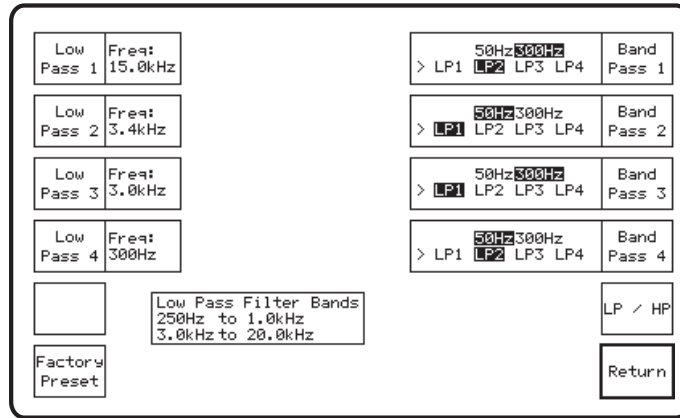 Low Pass 1
Freq: 15.0kHz
50Hz 300Hz
> LP1 LP2 LP3 LP4
Band Pass 1
Low Pass 2
Freq: 3.4kHz
50Hz 300Hz
> LP1 LP2 LP3 LP4
Band Pass 2
Low Pass 3
Freq: 3.0kHz
50Hz 300Hz
> LP1 LP2 LP3 LP4
Band Pass 3
Low Pass 4
Freq: 300Hz
50Hz 300Hz
> LP1 LP2 LP3 LP4
Band Pass 4
Low Pass Filter Bands
250Hz to 1.0kHz
3.0kHz to 20.0kHz
LP / HP
Factory Preset
Return